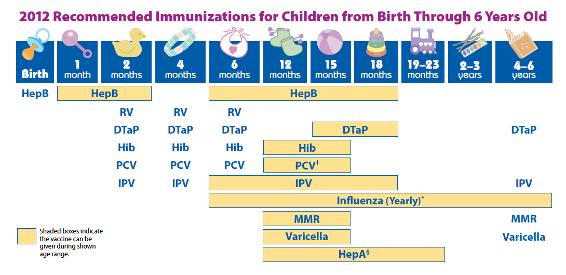 2012 Recommended Immunizations for Children from Birth Through 6 Years Old
Birth 1 month 2 months 4 months 6 months 12 months 15 months 18 months 19–23 months 2–3 years 4–6 years
HepB HepB HepB
RV RV RV
DTaP DTaP DTaP DTaP DTaP
Hib Hib Hib Hib
PCV PCV PCV PCV†
IPV IPV IPV IPV
Influenza (Yearly)*
MMR MMR
Varicella Varicella
HepA§
Shaded boxes indicate
the vaccine can be
given during shown
age range.